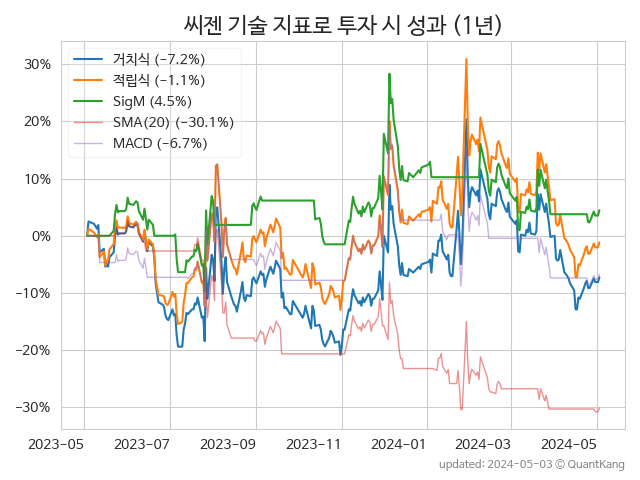 씨젠 기술 지표로 투자 시 성과 (1년)
거치식 (−7.2%)
적립식 (−1.1%)
SigM (4.5%)
SMA(20) (−30.1%)
MACD (−6.7%)
30%
20%
10%
0%
−10%
−20%
−30%
2023-05
2023-07
2023-09
2023-11
2024-01
2024-03
2024-05
updated: 2024-05-03 ⓒ QuantKang